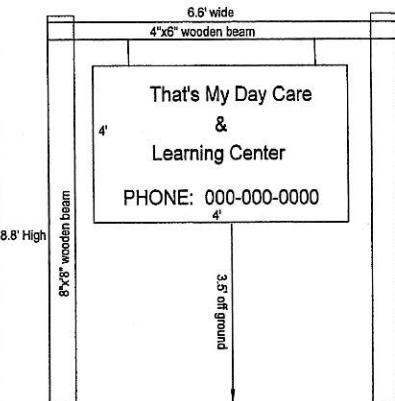 6.6' wide
4"x6" wooden beam
That's My Day Care
&
Learning Center
PHONE: 000-000-0000
4'
4'
8.8' High
8"x8" wooden beam
3.5' off ground